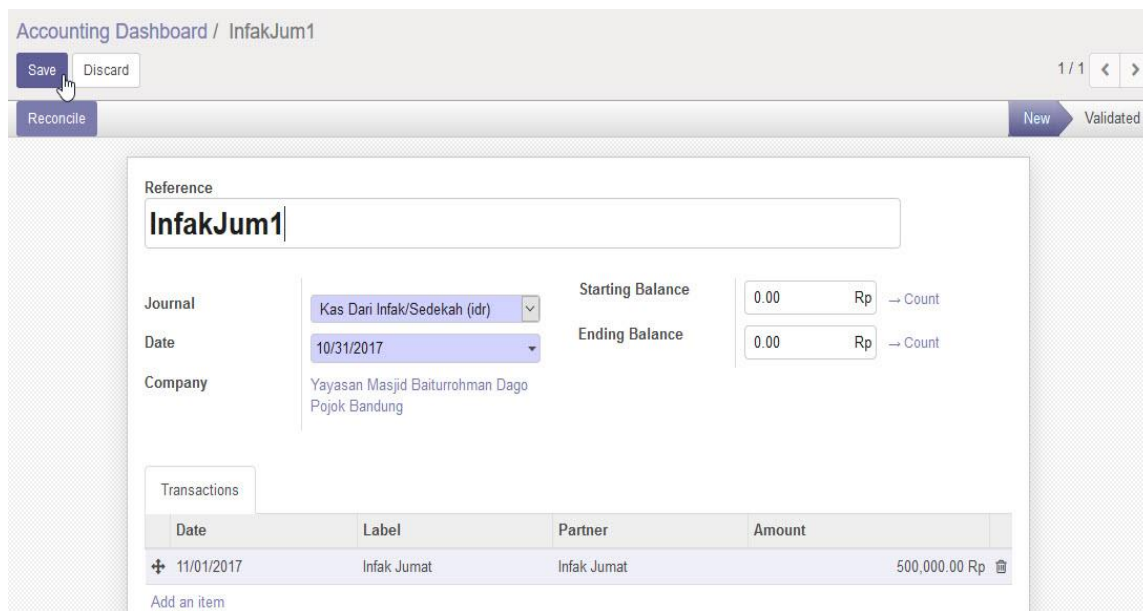 Accounting Dashboard / InfakJum1
Save Discard 1 / 1
Reconcile New Validated
Reference
InfakJum1
Journal Kas Dari Infak/Sedekah (idr) Starting Balance 0.00 Rp → Count
Date 10/31/2017 Ending Balance 0.00 Rp → Count
Company Yayasan Masjid Baiturrohman Dago
Pojok Bandung
Transactions
Date Label Partner Amount
11/01/2017 Infak Jumat Infak Jumat 500,000.00 Rp
Add an item